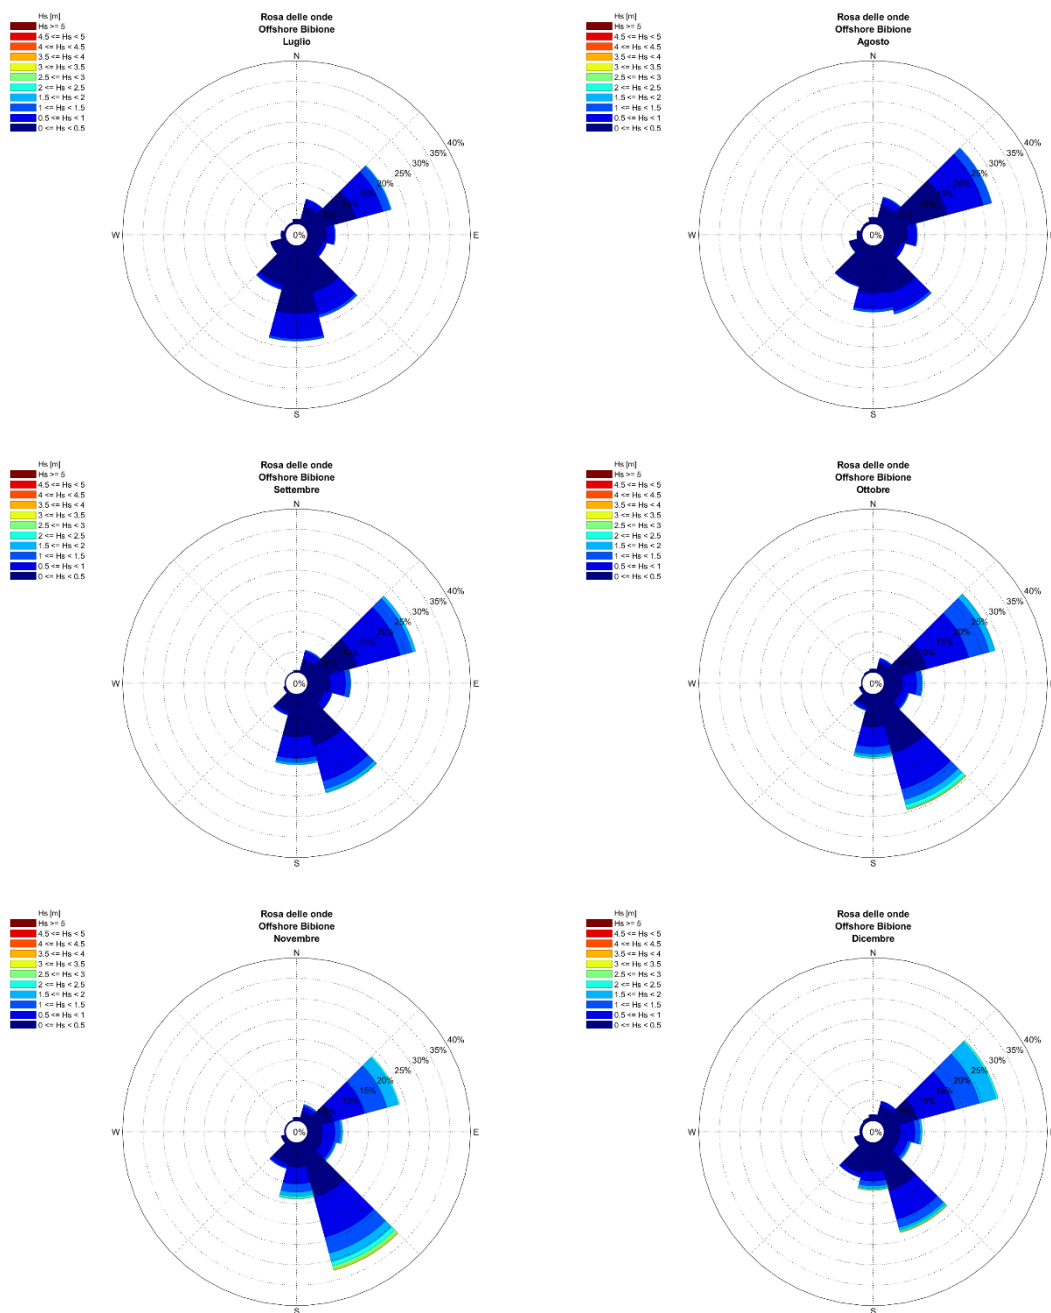 Hs [m]
Hs >= 5
4.5 <= Hs < 5
4 <= Hs < 4.5
3.5 <= Hs < 4
3 <= Hs < 3.5
2.5 <= Hs < 3
2 <= Hs < 2.5
1.5 <= Hs < 2
1 <= Hs < 1.5
0.5 <= Hs < 1
0 <= Hs < 0.5
Rosa delle onde
Offshore Bibione
Luglio
N
40%
35%
30%
25%
20%
15%
10%
5%
0%
W
E
S
Hs [m]
Hs >= 5
4.5 <= Hs < 5
4 <= Hs < 4.5
3.5 <= Hs < 4
3 <= Hs < 3.5
2.5 <= Hs < 3
2 <= Hs < 2.5
1.5 <= Hs < 2
1 <= Hs < 1.5
0.5 <= Hs < 1
0 <= Hs < 0.5
Rosa delle onde
Offshore Bibione
Agosto
N
40%
35%
30%
25%
20%
15%
10%
5%
0%
W
E
S
Hs [m]
Hs >= 5
4.5 <= Hs < 5
4 <= Hs < 4.5
3.5 <= Hs < 4
3 <= Hs < 3.5
2.5 <= Hs < 3
2 <= Hs < 2.5
1.5 <= Hs < 2
1 <= Hs < 1.5
0.5 <= Hs < 1
0 <= Hs < 0.5
Rosa delle onde
Offshore Bibione
Settembre
N
40%
35%
30%
25%
20%
15%
10%
5%
0%
W
E
S
Hs [m]
Hs >= 5
4.5 <= Hs < 5
4 <= Hs < 4.5
3.5 <= Hs < 4
3 <= Hs < 3.5
2.5 <= Hs < 3
2 <= Hs < 2.5
1.5 <= Hs < 2
1 <= Hs < 1.5
0.5 <= Hs < 1
0 <= Hs < 0.5
Rosa delle onde
Offshore Bibione
Ottobre
N
40%
35%
30%
25%
20%
15%
10%
5%
0%
W
E
S
Hs [m]
Hs >= 5
4.5 <= Hs < 5
4 <= Hs < 4.5
3.5 <= Hs < 4
3 <= Hs < 3.5
2.5 <= Hs < 3
2 <= Hs < 2.5
1.5 <= Hs < 2
1 <= Hs < 1.5
0.5 <= Hs < 1
0 <= Hs < 0.5
Rosa delle onde
Offshore Bibione
Novembre
N
40%
35%
30%
25%
20%
15%
10%
5%
0%
W
E
S
Hs [m]
Hs >= 5
4.5 <= Hs < 5
4 <= Hs < 4.5
3.5 <= Hs < 4
3 <= Hs < 3.5
2.5 <= Hs < 3
2 <= Hs < 2.5
1.5 <= Hs < 2
1 <= Hs < 1.5
0.5 <= Hs < 1
0 <= Hs < 0.5
Rosa delle onde
Offshore Bibione
Dicembre
N
40%
35%
30%
25%
20%
15%
10%
5%
0%
W
E
S